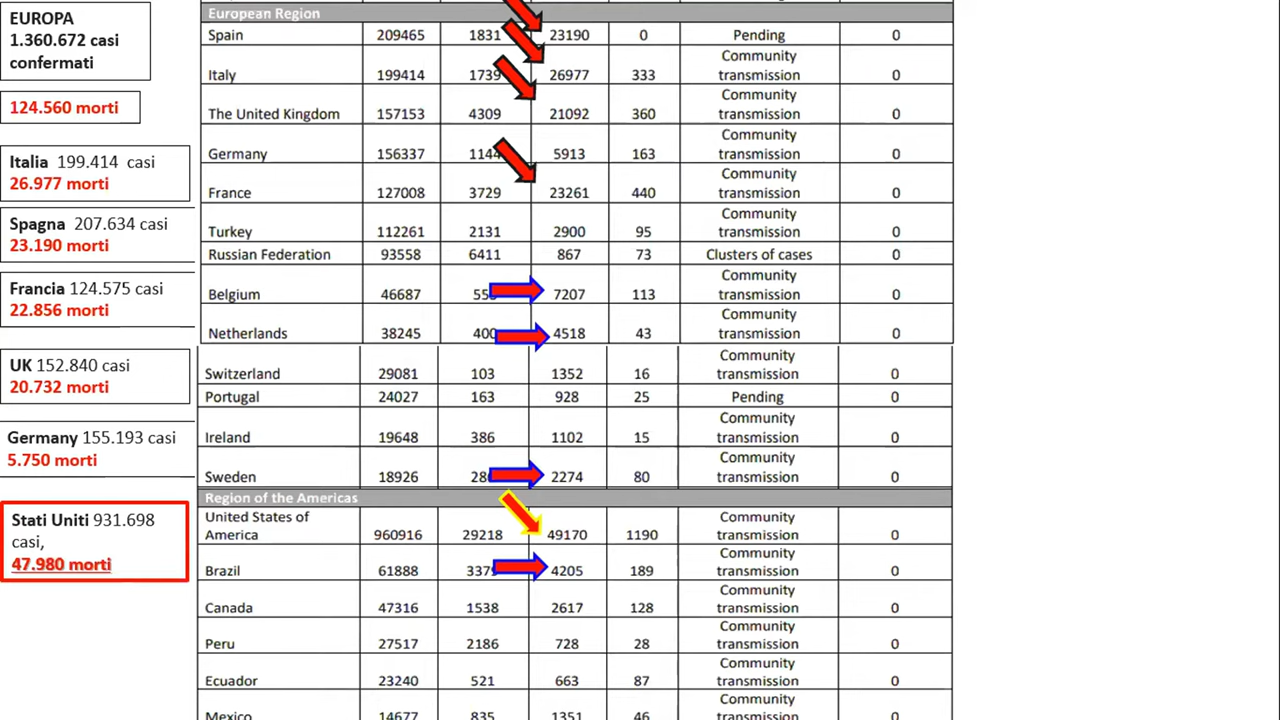 EUROPA
1.360.672 casi
confermati
124.560 morti
Italia 199.414 casi
26.977 morti
Spagna 207.634 casi
23.190 morti
Francia 124.575 casi
22.856 morti
UK 152.840 casi
20.732 morti
Germany 155.193 casi
5.750 morti
Stati Uniti 931.698
casi,
47.980 morti
European Region
Spain 209465 1831 23190 0 Pending 0
Community
Italy 199414 1739 26977 333 transmission 0
Community
The United Kingdom 157153 4309 21092 360 transmission 0
Community
Germany 156337 1144 5913 163 transmission 0
Community
France 127008 3729 23261 440 transmission 0
Community
Turkey 112261 2131 2900 95 transmission 0
Russian Federation 93558 6411 867 73 Clusters of cases 0
Community
Belgium 46687 7207 113 transmission 0
Community
Netherlands 38245 400 4518 43 transmission 0
Community
Switzerland 29081 103 1352 16 transmission 0
Portugal 24027 163 928 25 Pending 0
Community
Ireland 19648 386 1102 15 transmission 0
Community
Sweden 18926 2274 80 transmission 0
Region of the Americas
United States of Community
America 960916 29218 49170 1190 transmission 0
Community
Brazil 61888 4205 189 transmission 0
Community
Canada 47316 1538 2617 128 transmission 0
Community
Peru 27517 2186 728 28 transmission 0
Community
Ecuador 23240 521 663 87 transmission 0
Community
Mexico 14677 835 1351 46 transmission 0